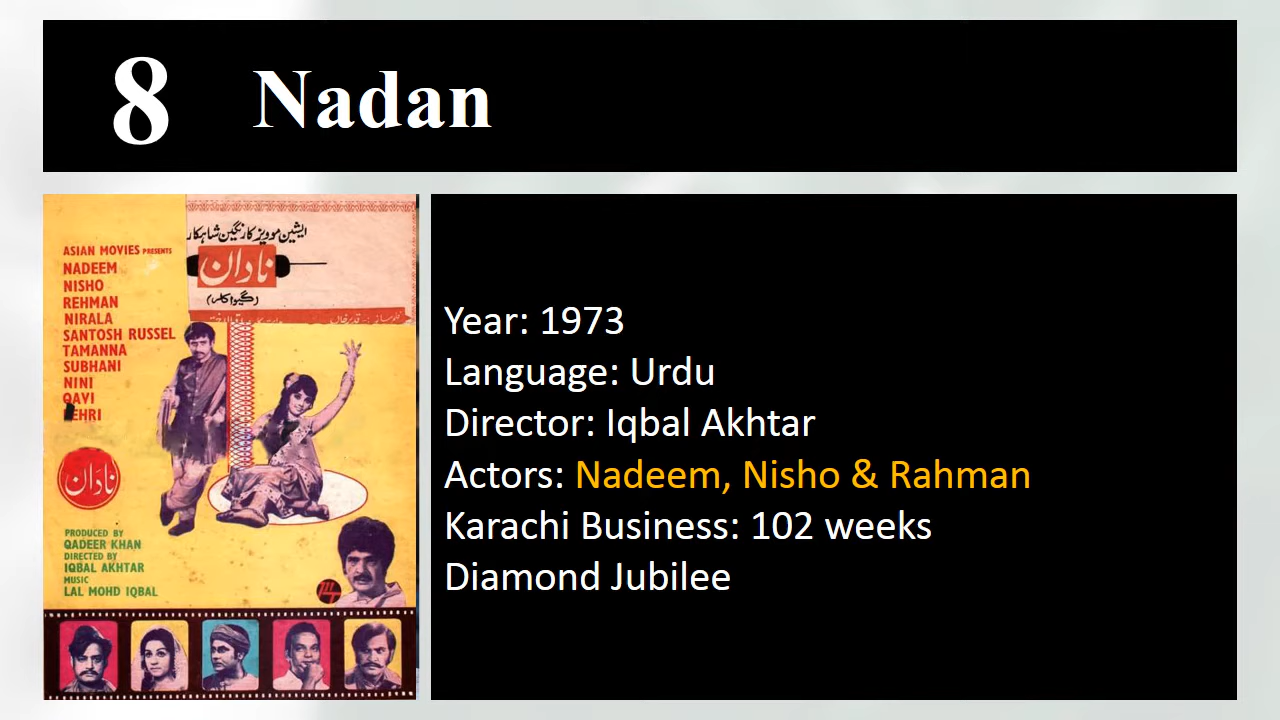 8 Nadan
ایشین موویز کا رنگین شاہکار
نادان
(گیواکلر)
ASIAN MOVIES PRESENTS
NADEEM
NISHO
REHMAN
NIRALA
SANTOSH RUSSEL
TAMANNA
SUBHANI
NINI
QAVI
نادان
PRODUCED BY
QADEER KHAN
DIRECTED BY
IQBAL AKHTAR
MUSIC
LAL MOHD IQBAL
Year: 1973
Language: Urdu
Director: Iqbal Akhtar
Actors: Nadeem, Nisho & Rahman
Karachi Business: 102 weeks
Diamond Jubilee